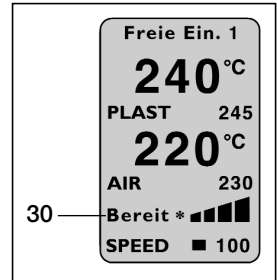 Freie Ein. 1
240°C
PLAST 245
220°C
AIR 230
30 Bereit *
SPEED 100